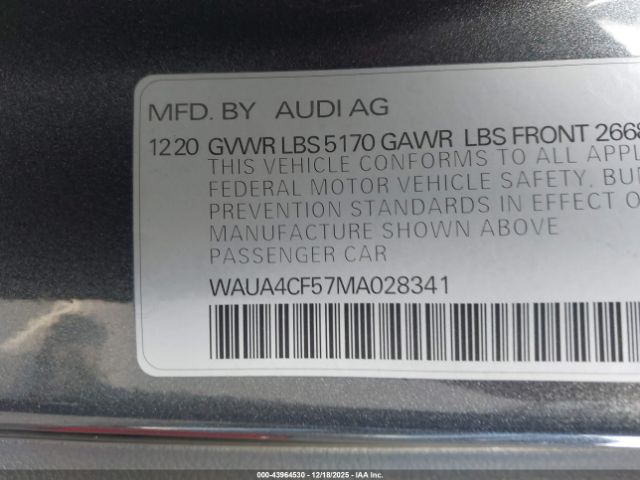 MFD. BY AUDI AG
1220 GVWR LBS 5170 GAWR LBS FRONT 2668
THIS VEHICLE CONFORMS TO ALL
FEDERAL MOTOR VEHICLE SAFETY,
PREVENTION STANDARDS IN EFFECT
MANUFACTURE SHOWN ABOVE
PASSENGER CAR
WAUA4CF57MA028341
000-43964530 - 12/18/2025 - IAA Inc.